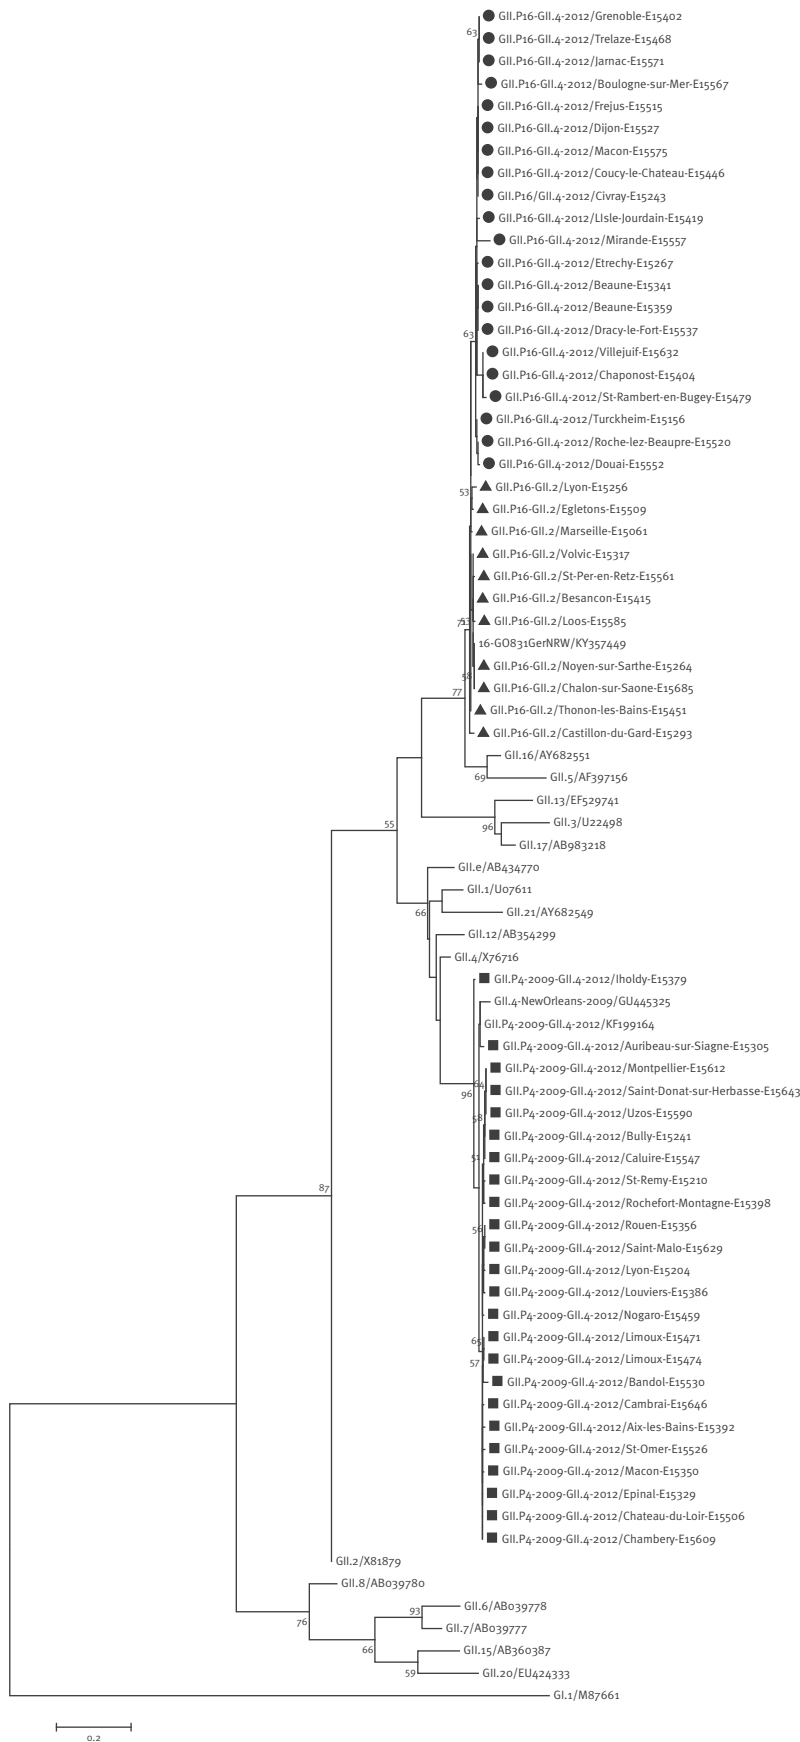 GII.P16-GII.4-2012/Grenoble-E15402
63
GII.P16-GII.4-2012/Trelaze-E15468
GII.P16-GII.4-2012/Jarnac-E15571
GII.P16-GII.4-2012/Boulogne-sur-Mer-E15567
GII.P16-GII.4-2012/Frejus-E15515
GII.P16-GII.4-2012/Dijon-E15527
GII.P16-GII.4-2012/Macon-E15575
GII.P16-GII.4-2012/Coucy-le-Chateau-E15446
GII.P16/GII.4-2012/Civray-E15243
GII.P16-GII.4-2012/LIsle-Jourdain-E15419
GII.P16-GII.4-2012/Mirande-E15557
GII.P16-GII.4-2012/Etrechy-E15267
GII.P16-GII.4-2012/Beaune-E15341
GII.P16-GII.4-2012/Beaune-E15359
GII.P16-GII.4-2012/Dracy-le-Fort-E15537
63
GII.P16-GII.4-2012/Villejuif-E15632
GII.P16-GII.4-2012/Chaponost-E15404
GII.P16-GII.4-2012/St-Rambert-en-Bugey-E15479
GII.P16-GII.4-2012/Turckheim-E15156
GII.P16-GII.4-2012/Roche-lez-Beaupre-E15520
GII.P16-GII.4-2012/Douai-E15552
GII.P16-GII.2/Lyon-E15256
53
GII.P16-GII.2/Egletons-E15509
GII.P16-GII.2/Marseille-E15061
GII.P16-GII.2/Volvic-E15317
GII.P16-GII.2/St-Per-en-Retz-E15561
GII.P16-GII.2/Besancon-E15415
GII.P16-GII.2/Loos-E15585
16-GO831GerNRW/KY357449
GII.P16-GII.2/Noyen-sur-Sarthe-E15264
58
GII.P16-GII.2/Chalon-sur-Saone-E15685
77
GII.P16-GII.2/Thonon-les-Bains-E15451
GII.P16-GII.2/Castillon-du-Gard-E15293
GII.16/AY682551
69
GII.5/AF397156
GII.13/EF529741
GII.3/U22498
55
96
GII.17/AB983218
GII.e/AB434770
GII.1/U07611
66
GII.21/AY682549
GII.12/AB354299
GII.4/X76716
GII.P4-2009-GII.4-2012/Iholdy-E15379
GII.4-NewOrleans-2009/GU445325
GII.P4-2009-GII.4-2012/KF199164
GII.P4-2009-GII.4-2012/Auribeau-sur-Siagne-E15305
GII.P4-2009-GII.4-2012/Montpellier-E15612
64
96
GII.P4-2009-GII.4-2012/Saint-Donat-sur-Herbasse-E15643
GII.P4-2009-GII.4-2012/Uzos-E15590
58
GII.P4-2009-GII.4-2012/Bully-E15241
51
GII.P4-2009-GII.4-2012/Caluire-E15547
GII.P4-2009-GII.4-2012/St-Remy-E15210
87
GII.P4-2009-GII.4-2012/Rochefort-Montagne-E15398
GII.P4-2009-GII.4-2012/Rouen-E15356
56
GII.P4-2009-GII.4-2012/Saint-Malo-E15629
GII.P4-2009-GII.4-2012/Lyon-E15204
GII.P4-2009-GII.4-2012/Louviers-E15386
GII.P4-2009-GII.4-2012/Nogaro-E15459
GII.P4-2009-GII.4-2012/Limoux-E15471
65
GII.P4-2009-GII.4-2012/Limoux-E15474
57
GII.P4-2009-GII.4-2012/Bandol-E15530
GII.P4-2009-GII.4-2012/Cambrai-E15646
GII.P4-2009-GII.4-2012/Aix-les-Bains-E15392
GII.P4-2009-GII.4-2012/St-Omer-E15526
GII.P4-2009-GII.4-2012/Macon-E15350
GII.P4-2009-GII.4-2012/Epinal-E15329
GII.P4-2009-GII.4-2012/Chateau-du-Loir-E15506
GII.P4-2009-GII.4-2012/Chambery-E15609
GII.2/X81879
GII.8/AB039780
76
GII.6/AB039778
93
GII.7/AB039777
66
GII.15/AB360387
59
GII.20/EU424333
GI.1/M87661
0.2